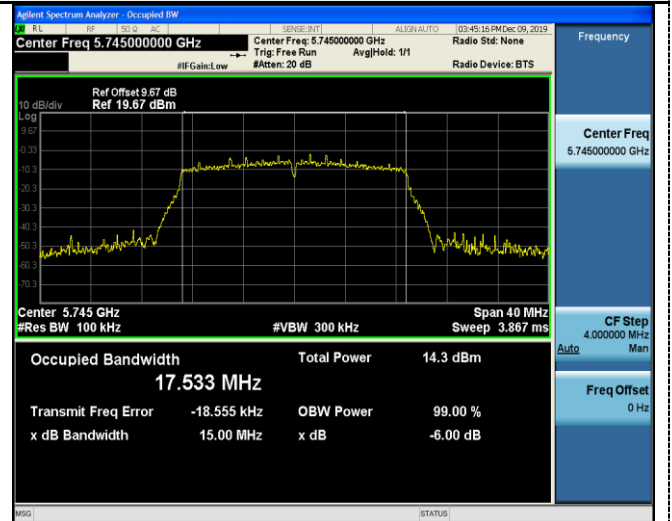 Agilent Spectrum Analyzer - Occupied BW
RL RF 50 Ω AC SENSE:INT ALIGN AUTO 03:45:16 PM Dec 09, 2019
Center Freq 5.745000000 GHz
Center Freq: 5.745000000 GHz
Radio Std: None
Trig: Free Run Avg|Hold: 1/1
#IFGain:Low
#Atten: 20 dB
Radio Device: BTS
Frequency
Ref Offset 9.67 dB
10 dB/div Ref 19.67 dBm
Log
9.67
-0.33
-10.3
-20.3
-30.3
-40.3
-50.3
-60.3
-70.3
Center 5.745 GHz Span 40 MHz
#Res BW 100 kHz #VBW 300 kHz Sweep 3.867 ms
Occupied Bandwidth Total Power 14.3 dBm
17.533 MHz
Transmit Freq Error -18.555 kHz OBW Power 99.00 %
x dB Bandwidth 15.00 MHz x dB -6.00 dB
Center Freq
5.745000000 GHz
CF Step
4.000000 MHz
Auto Man
Freq Offset
0 Hz
MSG STATUS